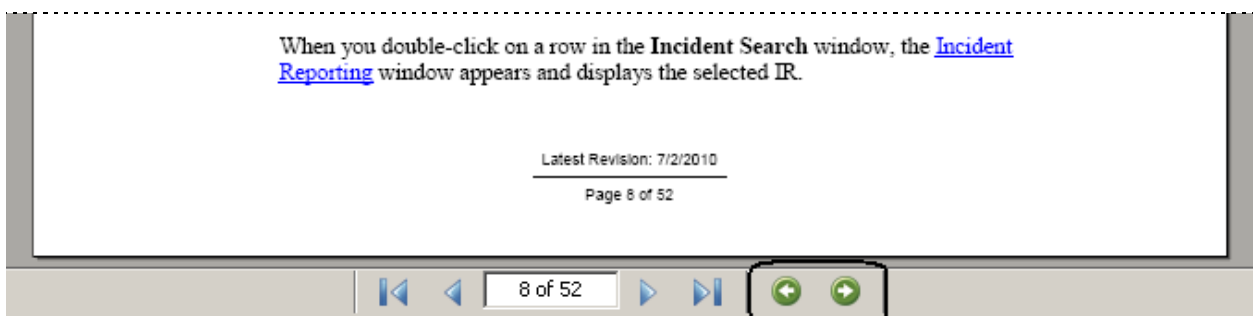 When you double-click on a row in the Incident Search window, the Incident
Reporting window appears and displays the selected IR.
Latest Revision: 7/2/2010
Page 8 of 52
8 of 52